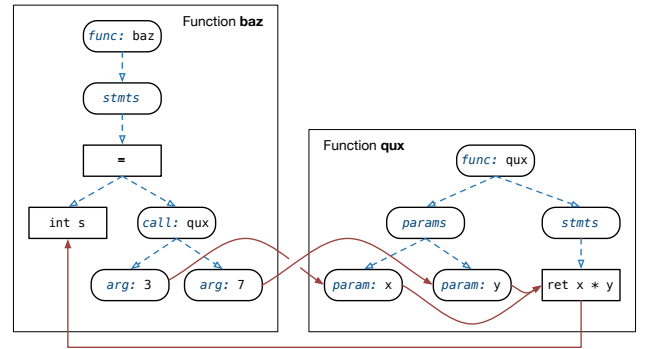 Function baz
func: baz
stmts
=
int s
call: qux
arg: 3
arg: 7
Function qux
func: qux
params
stmts
param: x
param: y
ret x * y